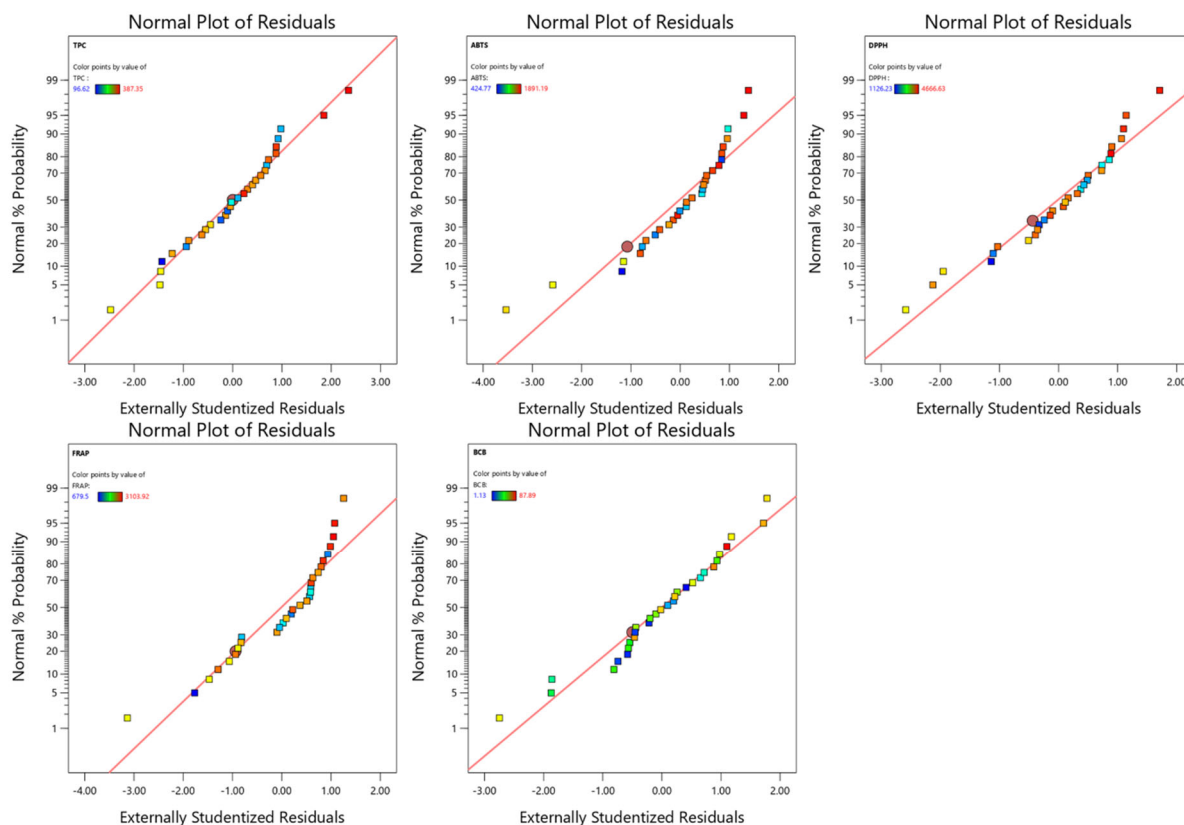 Normal Plot of Residuals
TPC
Color points by value of
TPC :
96.62 387.35
Normal % Probability
99
95
90
80
70
50
30
20
10
5
1
-3.00 -2.00 -1.00 0.00 1.00 2.00 3.00
Externally Studentized Residuals
Normal Plot of Residuals
ABTS
Color points by value of
ABTS:
424.77 1891.19
Normal % Probability
99
95
90
80
70
50
30
20
10
5
1
-4.00 -3.00 -2.00 -1.00 0.00 1.00 2.00
Externally Studentized Residuals
Normal Plot of Residuals
DPPH
Color points by value of
DPPH :
1126.23 -4666.63
Normal % Probability
99
95
90
80
70
50
30
20
10
5
1
-3.00 -2.00 -1.00 0.00 1.00 2.00
Externally Studentized Residuals
Normal Plot of Residuals
FRAP
Color points by value of
FRAP:
679.5 3103.92
Normal % Probability
99
95
90
80
70
50
30
20
10
5
1
-4.00 -3.00 -2.00 -1.00 0.00 1.00 2.00
Externally Studentized Residuals
Normal Plot of Residuals
BCB
Color points by value of
BCB:
1.13 87.89
Normal % Probability
99
95
90
80
70
50
30
20
10
5
1
-3.00 -2.00 -1.00 0.00 1.00 2.00
Externally Studentized Residuals